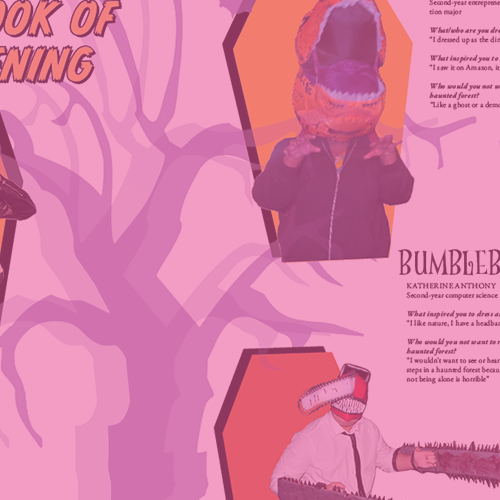 OOK OF
ENING
Second-year entreprene
tion major
What/who are you dre
"I dressed up as the din
What inspired you to
"I saw it on Amazon, it
Who would you not w
haunted forest?
"Like a ghost or a demo
BUMBLEB
KATHERINE ANTHONY
Second-year computer science
What inspired you to dress a
"I like nature, I have a headba
Who would you not want to r
haunted forest?
"I wouldn't want to see or hear
steps in a haunted forest becau
not being alone is horrible"